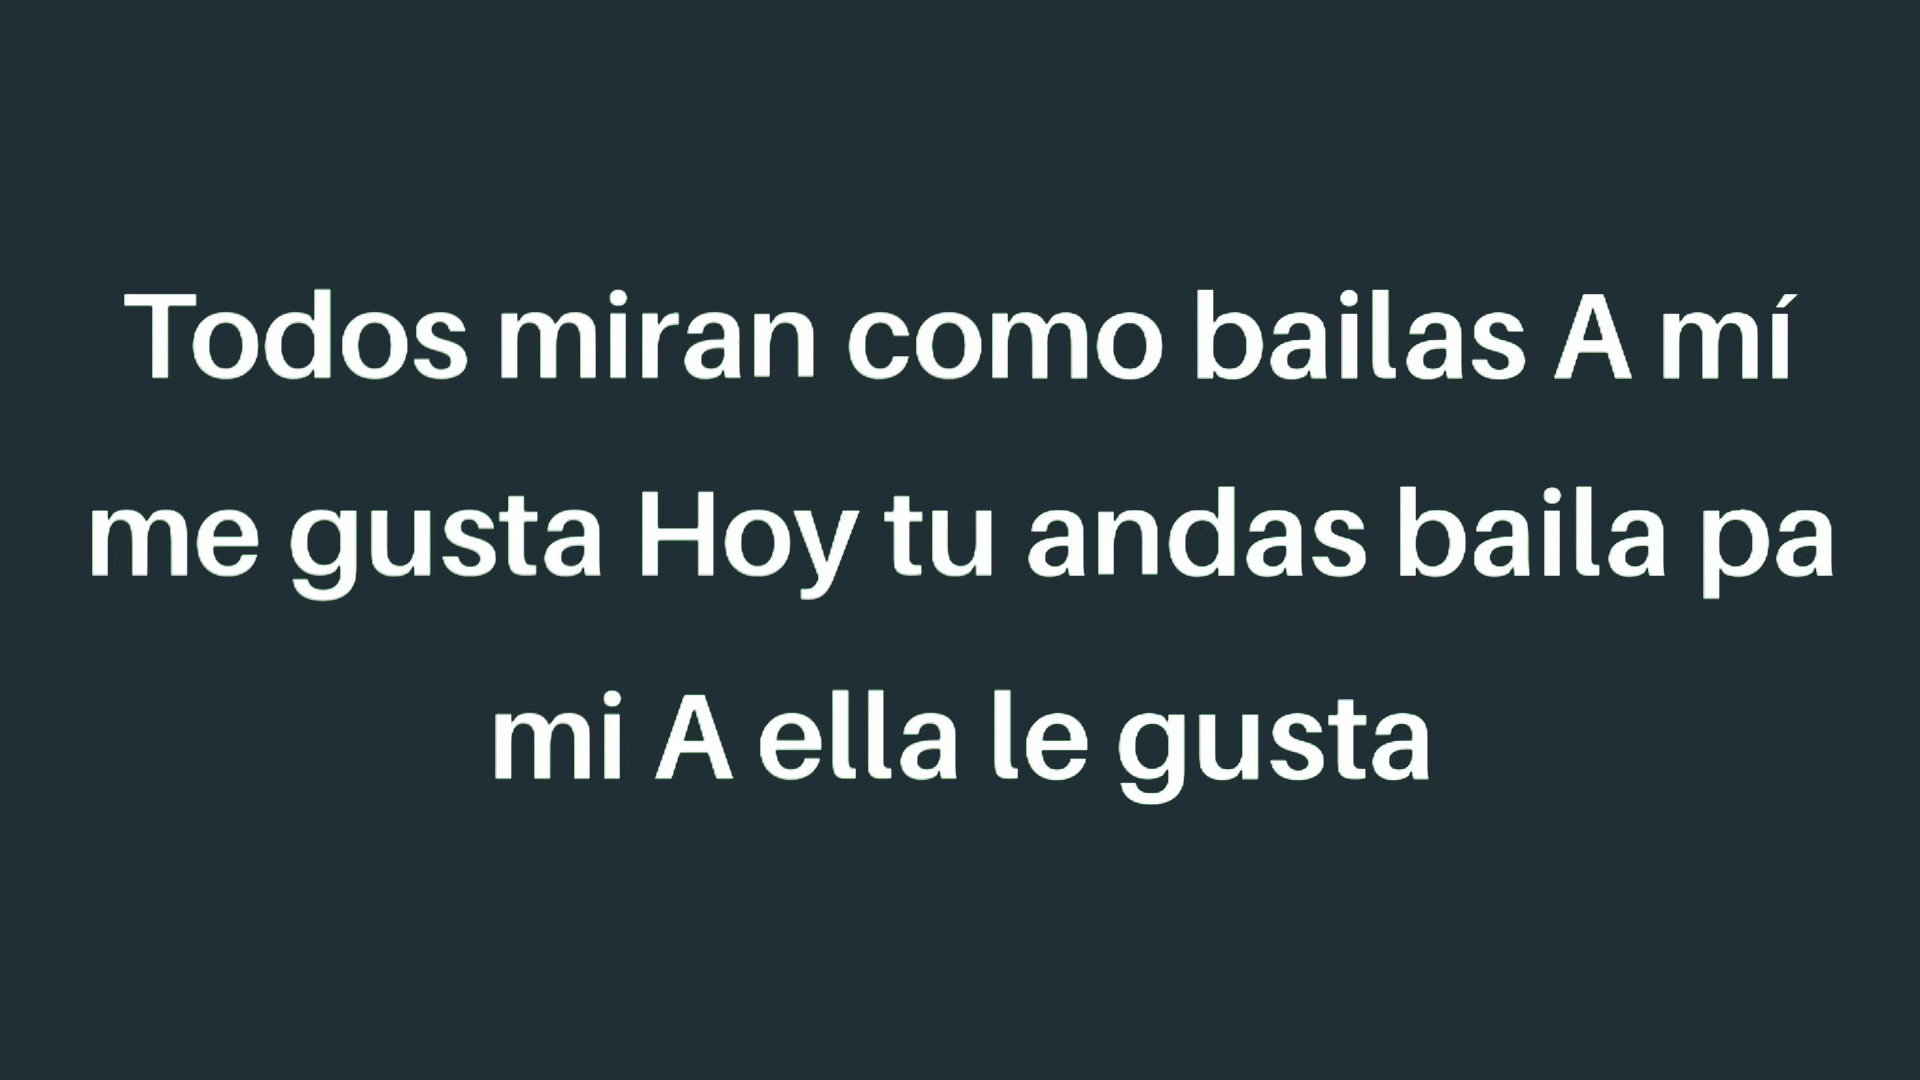 Todos miran como bailas A mí
me gusta Hoy tu andas baila pa
mi A ella le gusta